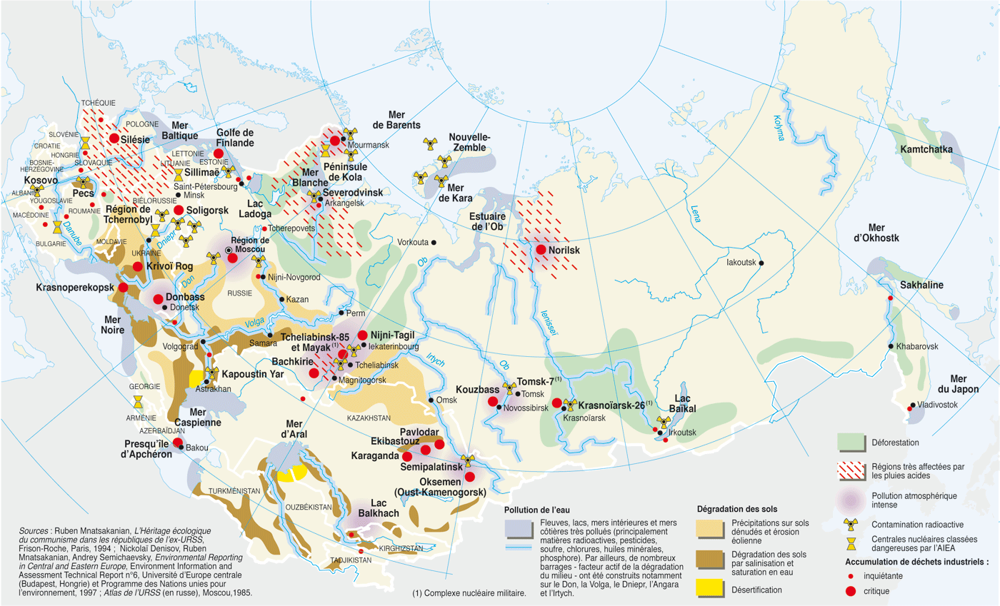 TCHÉQUIE
POLOGNE
SLOVÉNIE
Silésie
CROATIE
HONGRIE
BOSNIE-
HERZÉGOVINE
SLOVAQUIE
Kosovo
ALBANIE
Pecs
YOUGOSLAVIE
ROUMANIE
MACÉDOINE
BULGARIE
Danube
Mer
Baltique
Golfe de
Finlande
LETTONIE
ESTONIE
LITUANIE
Sillimaë
Saint-Pétersbourg
Minsk
BIÉLORUSSIE
Région de
Tchernobyl
Soligorsk
Dniepr
MOLDAVIE
UKRAINE
Lac
Ladoga
Mer
Blanche
Mourmansk
Péninsule
de Kola
Severodvinsk
Arkangelsk
Tcherepovets
Mer
de Barents
Nouvelle-
Zemble
Mer
de Kara
Estuaire
de l'Ob
Vorkouta
Ob
Norilsk
Ienisseï
Lena
Kolyma
Kamtchatka
Mer
d'Okhostk
Iakoutsk
Sakhaline
Khabarovsk
Mer
du Japon
Vladivostok
Région de
Moscou
Nijni-Novgorod
Krivoï Rog
Don
RUSSIE
Kazan
Krasnoperekopsk
Donbass
Donetsk
Perm
Volga
Mer
Noire
Volgograd
Samara
Tcheliabinsk-85
et Mayak (1)
Nijni-Tagil
Iekaterinbourg
Bachkirie
Tcheliabinsk
Magnitogorsk
Kapoustin Yar
Astrakhan
GEORGIE
ARMÉNIE
AZERBAÏDJAN
Mer
Caspienne
Presqu'île
d'Apchéron
Bakou
Irtych
Ob
Omsk
KAZAKHSTAN
Kouzbass
Tomsk-7(1)
Tomsk
Novossibirsk
Krasnoïarsk-26(1)
Krasnoïarsk
Lac
Baïkal
Irkoutsk
Mer
d'Aral
Pavlodar
Ekibastouz
Karaganda
Semipalatinsk
Oksemen
(Oust-Kamenogorsk)
TURKMÉNISTAN
OUZBÉKISTAN
Lac
Balkhach
KIRGHIZSTAN
TADJIKISTAN
Sources : Ruben Mnatsakanian, L'Héritage écologique
du communisme dans les républiques de l'ex-URSS,
Frison-Roche, Paris, 1994 ; Nickolaï Denisov, Ruben
Mnatsakanian, Andrey Semichaevsky, Environmental Reporting
in Central and Eastern Europe, Environment Information and
Assessment Technical Report n°6, Université d'Europe centrale
(Budapest, Hongrie) et Programme des Nations unies pour
l'environnement, 1997 ; Atlas de l'URSS (en russe), Moscou,1985.
(1) Complexe nucléaire militaire.
Pollution de l'eau
Fleuves, lacs, mers intérieures et mers
côtières très pollués (principalement
matières radioactives, pesticides,
soufre, chlorures, huiles minérales,
phosphore). Par ailleurs, de nombreux
barrages - facteur actif de la dégradation
du milieu - ont été construits notamment
sur le Don, la Volga, le Dniepr, l'Angara
et l'Irtych.
Dégradation des sols
Précipitations sur sols
dénudés et érosion
éolienne
Dégradation des sols
par salinisation et
saturation en eau
Désertification
Déforestation
Régions très affectées par
les pluies acides
Pollution atmosphérique
intense
Contamination radioactive
Centrales nucléaires classées
dangereuses par l'AIEA
Accumulation de déchets industriels :
inquiétante
critique